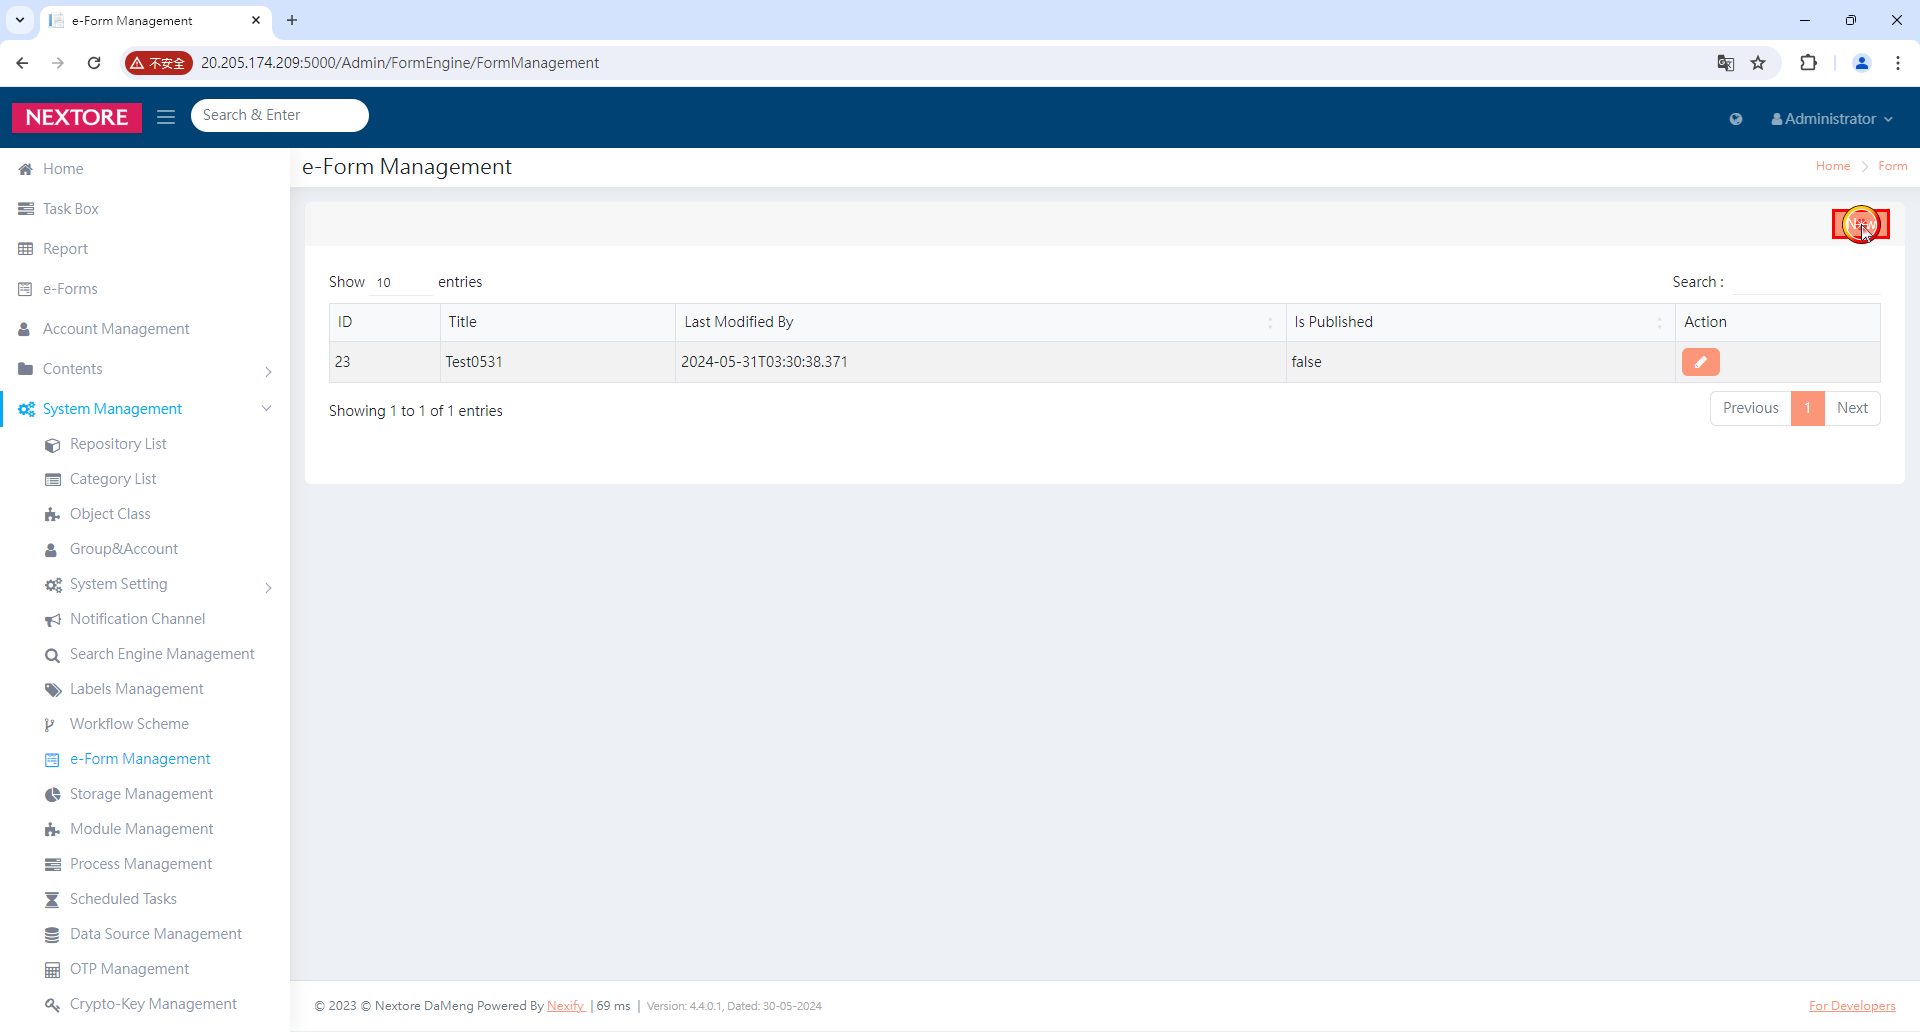 e-Form Management
不安全
20.205.174.209:5000/Admin/FormEngine/FormManagement
NEXTORE
Search & Enter
Administrator
Home
Task Box
Report
e-Forms
Account Management
Contents
System Management
Repository List
Category List
Object Class
Group&Account
System Setting
Notification Channel
Search Engine Management
Labels Management
Workflow Scheme
e-Form Management
Storage Management
Module Management
Process Management
Scheduled Tasks
Data Source Management
OTP Management
Crypto-Key Management
e-Form Management
Home Form
New
Show 10 entries
Search :
ID Title Last Modified By Is Published Action
23 Test0531 2024-05-31T03:30:38.371 false
Showing 1 to 1 of 1 entries
Previous 1 Next
© 2023 © Nextore DaMeng Powered By Nexify | 69 ms | Version: 4.4.0.1, Dated: 30-05-2024
For Developers